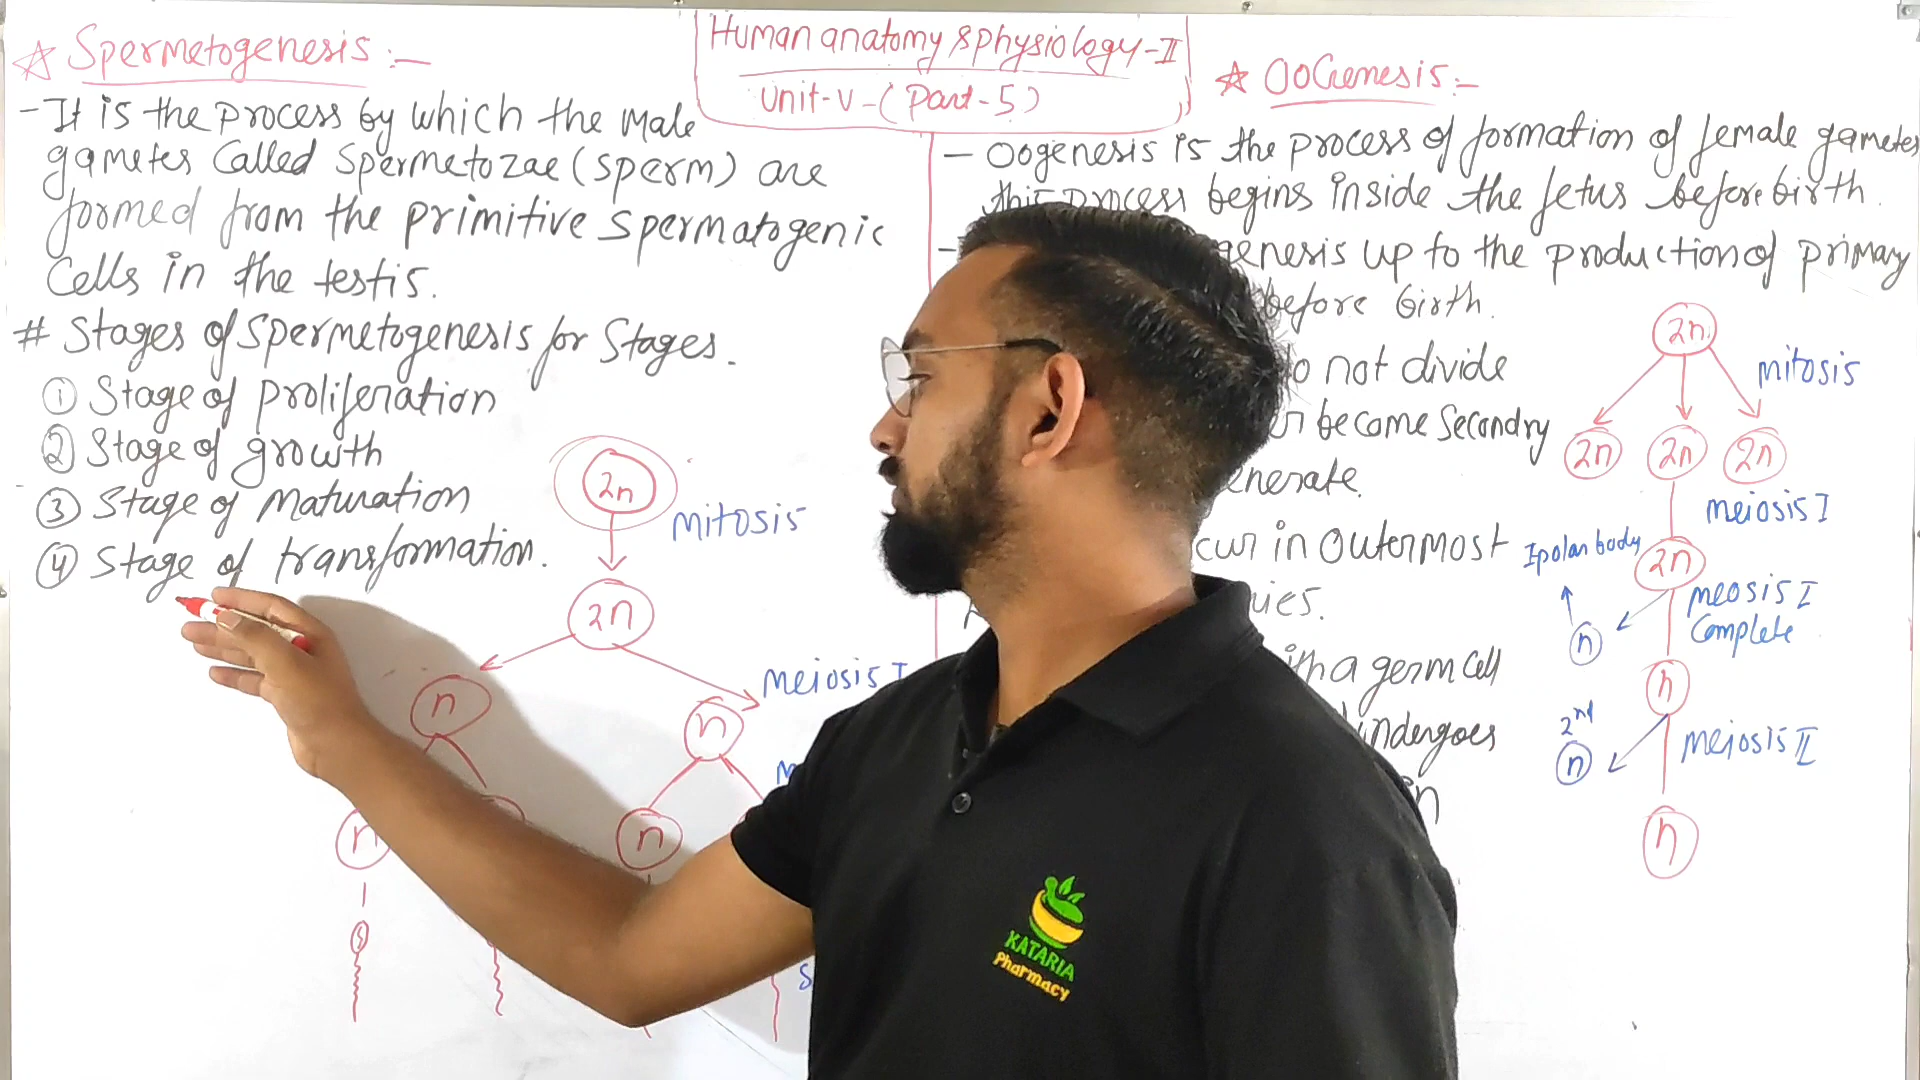 Human anatomy & physiology-II
Unit-V-(Part-5)
☆ Spermetogenesis:-
- It is the process by which the Male
gametes Called Spermetozae (Sperm) are
formed from the primitive Spermatogenic
Cells in the testis.
# Stages of Spermetogenesis for Stages.
① Stage of proliferation
② Stage of growth
③ Stage of Maturation
④ Stage of transformation.
2n
Mitosis
2n
Meiosis I
n
n
n
n
☆ OoGenesis:-
- Oogenesis is the process of formation of female gametes
this process begins inside the fetus before birth.
genesis up to the production of primary
before birth.
not divide
become Secondry
enerate.
cur in Outermost
ies.
ith a germ Cell
undergoes
2n
mitosis
2n
2n
2n
meiosis I
I polar body
2n
meosis I
Complete
n
n
2nd
n
meiosis II
n
KATARIA
Pharmacy